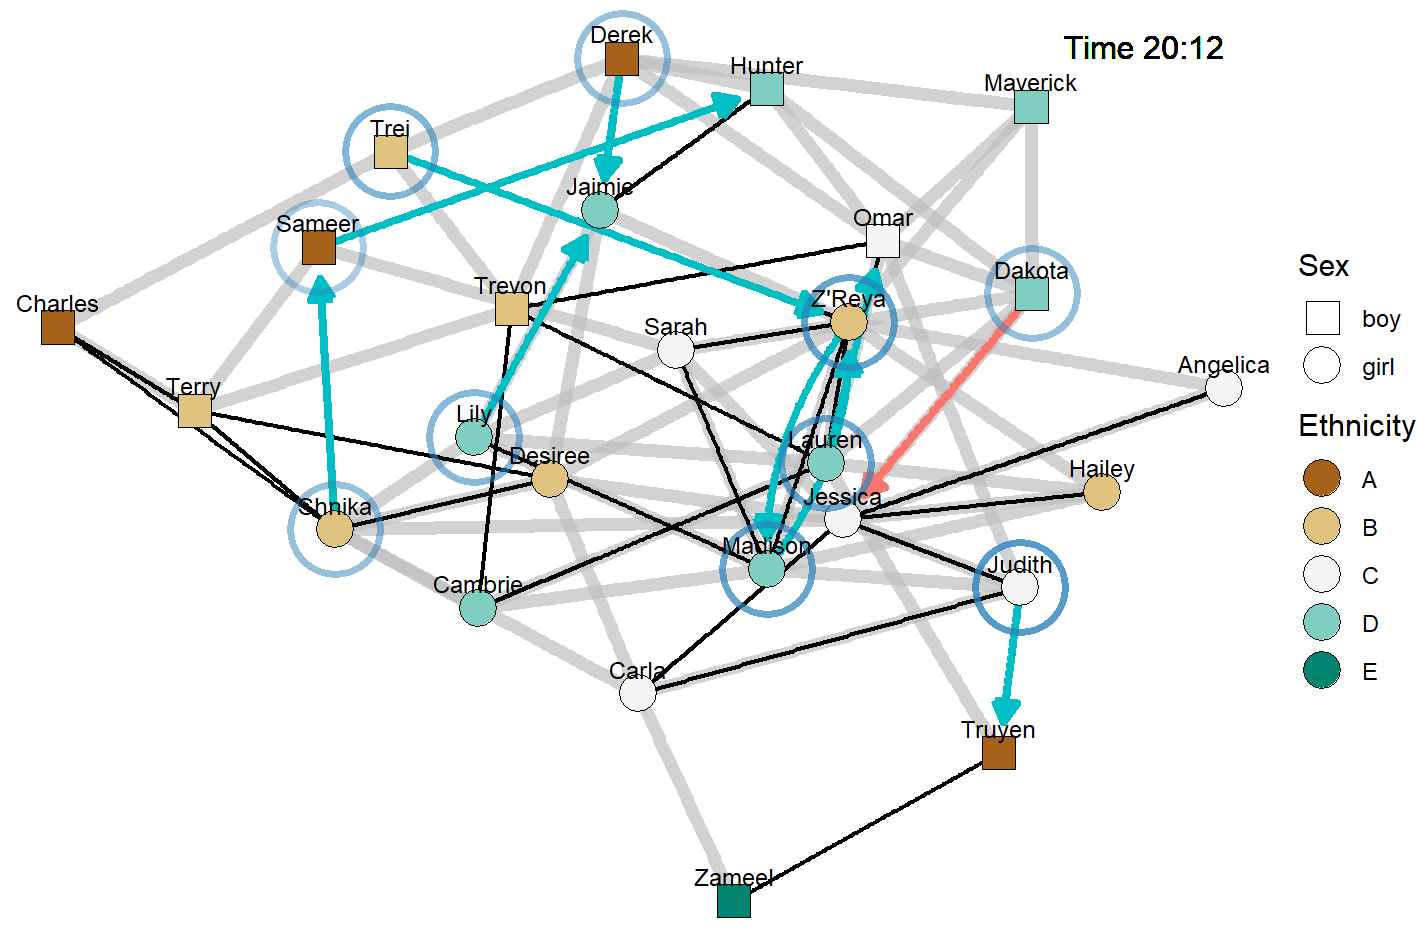 Derek
Time 20:12
Hunter
Maverick
Trei
Jaimie
Sameer
Omar
Dakota
Trevon
Z'Reya
Charles
Sarah
Angelica
Terry
Lily
Lauren
Desiree
Hailey
Jessica
Shnika
Madison
Judith
Cambrie
Carla
Truyen
Zameel
Sex
boy
girl
Ethnicity
A
B
C
D
E